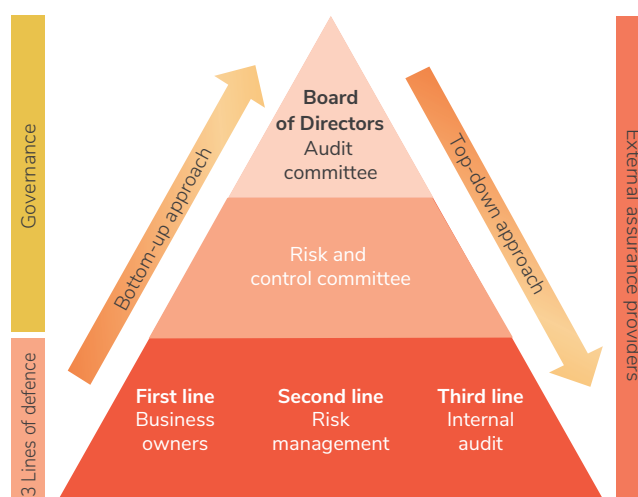 Governance
3 Lines of defence
Bottom-up approach
Board
of Directors
Audit
committee
Risk and
control committee
First line
Business
owners
Second line
Risk
management
Third line
Internal
audit
Top-down approach
External assurance providers